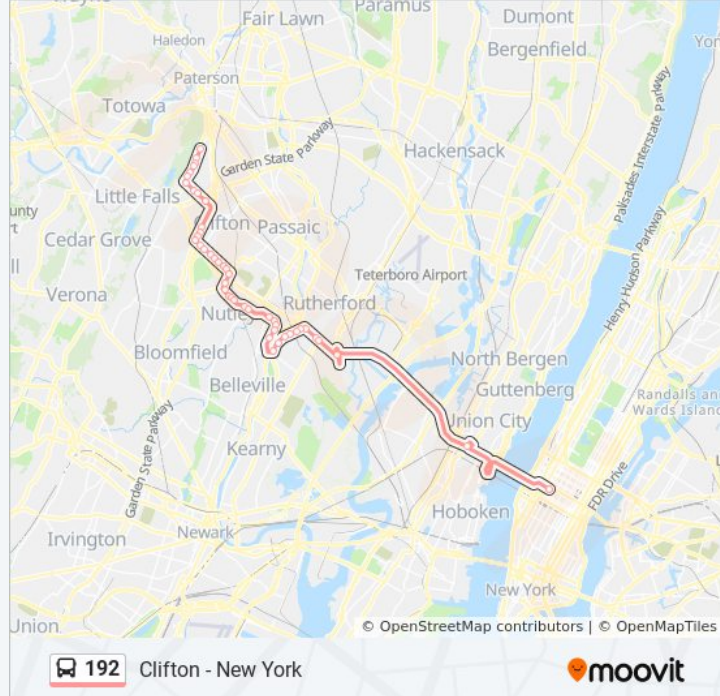 Fair Lawn
Paramus
Dumont
Haledon
Bergenfield
Paterson
Totowa
Palisades Interstate Parkway
Garden State Parkway
Hackensack
Little Falls
unty
Clifton
Passaic
Cedar Grove
Henry Hudson Parkway
Teterboro Airport
Verona
Rutherford
Nutley
Bloomfield
North Bergen
Belleville
Guttenberg
Randalls and
Wards Island
Union City
Garden State Parkway
Kearny
FDR Drive
Hoboken
Newark
Irvington
New York
Union
© OpenStreetMap contributors | © OpenMapTiles
192 Clifton - New York
moovit